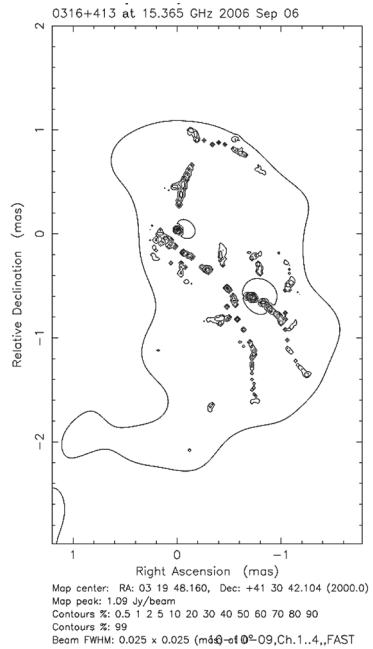 0316+413 at 15.365 GHz 2006 Sep 06
2
1
0
−1
−2
Relative Declination (mas)
1 0 −1
Right Ascension (mas)
Map center: RA: 03 19 48.160, Dec: +41 30 42.104 (2000.0)
Map peak: 1.09 Jy/beam
Contours %: 0.5 1 2 5 10 20 30 40 50 60 70 80 90
Contours %: 99
Beam FWHM: 0.025 x 0.025 (mas) at 0°
-09,Ch.1..4,,FAST